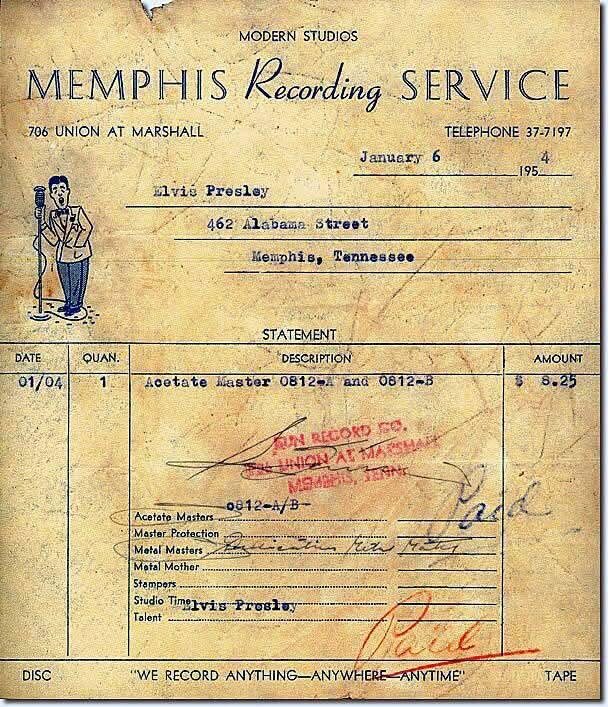 MODERN STUDIOS
MEMPHIS Recording SERVICE
706 UNION AT MARSHALL TELEPHONE 37-7197
January 6 1954
Elvis Presley
462 Alabama Street
Memphis, Tennessee
STATEMENT
DATE QUAN. DESCRIPTION AMOUNT
01/04 1 Acetate Master 0812-A and 0812-B $ 8.25
SUN RECORD CO.
706 UNION AT MARSHALL
MEMPHIS, TENN.
Paid
Acetate Masters 0812-A/B-
Master Protection
Metal Masters
Metal Mother
Stampers
Studio Time Elvis Presley
Talent
Paid
DISC "WE RECORD ANYTHING—ANYWHERE—ANYTIME" TAPE